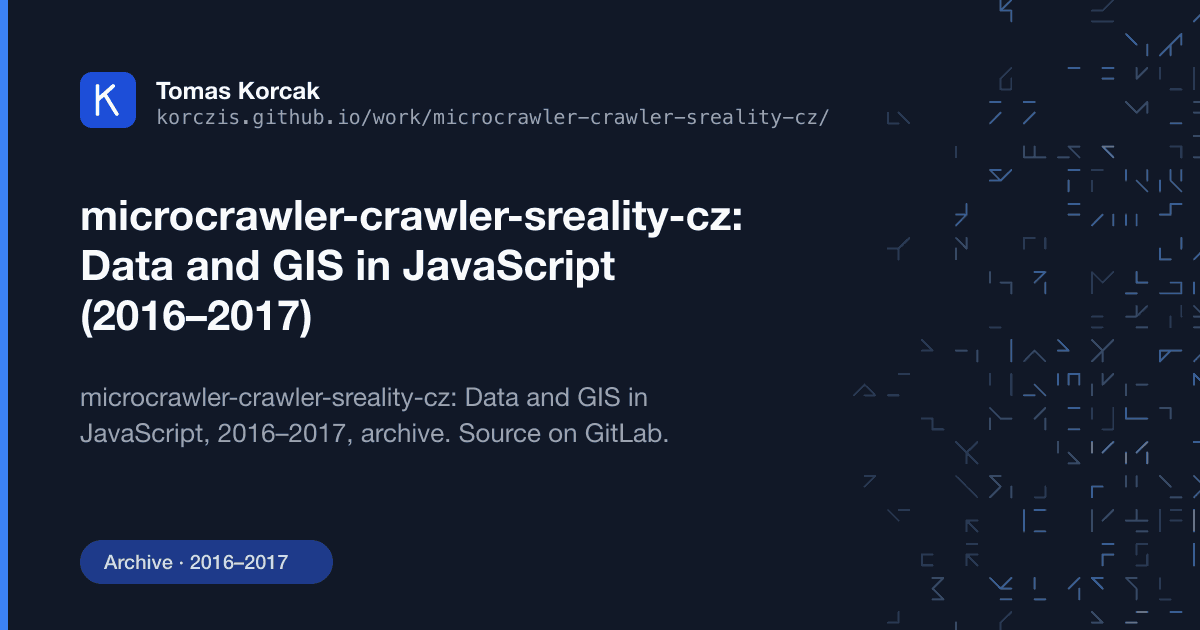 K
Tomas Korcak
korczis.github.io/work/microcrawler-crawler-sreality-cz/
microcrawler-crawler-sreality-cz:
Data and GIS in JavaScript
(2016–2017)
microcrawler-crawler-sreality-cz: Data and GIS in
JavaScript, 2016–2017, archive. Source on GitLab.
Archive · 2016–2017